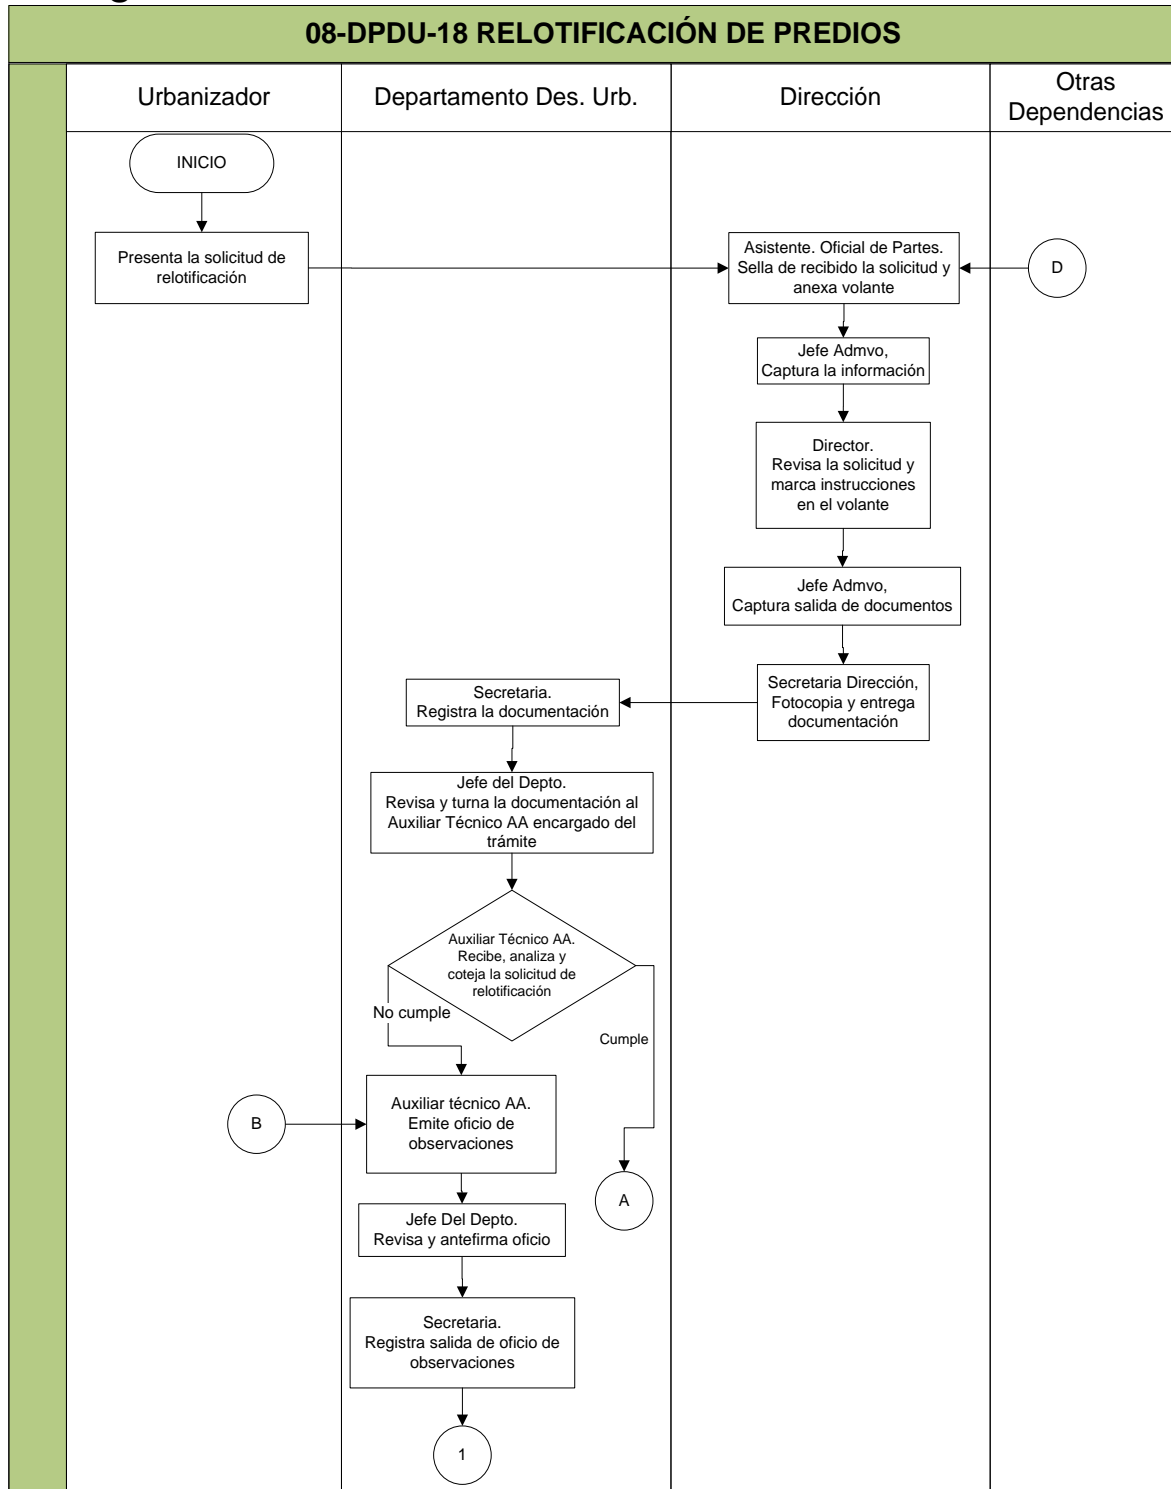 08-DPDU-18 RELOTIFICACIÓN DE PREDIOS
Urbanizador
Departamento Des. Urb.
Dirección
Otras
Dependencias
INICIO
Presenta la solicitud de
relotificación
Asistente. Oficial de Partes.
Sella de recibido la solicitud y
anexa volante
D
Jefe Admvo,
Captura la información
Director.
Revisa la solicitud y
marca instrucciones
en el volante
Jefe Admvo,
Captura salida de documentos
Secretaria Dirección,
Fotocopia y entrega
documentación
Secretaria.
Registra la documentación
Jefe del Depto.
Revisa y turna la documentación al
Auxiliar Técnico AA encargado del
trámite
Auxiliar Técnico AA.
Recibe, analiza y
coteja la solicitud de
relotificación
No cumple
Cumple
B
Auxiliar técnico AA.
Emite oficio de
observaciones
A
Jefe Del Depto.
Revisa y antefirma oficio
Secretaria.
Registra salida de oficio de
observaciones
1